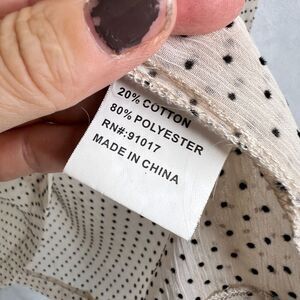 20% COTTON
80% POLYESTER
RN#:91017
MADE IN CHINA